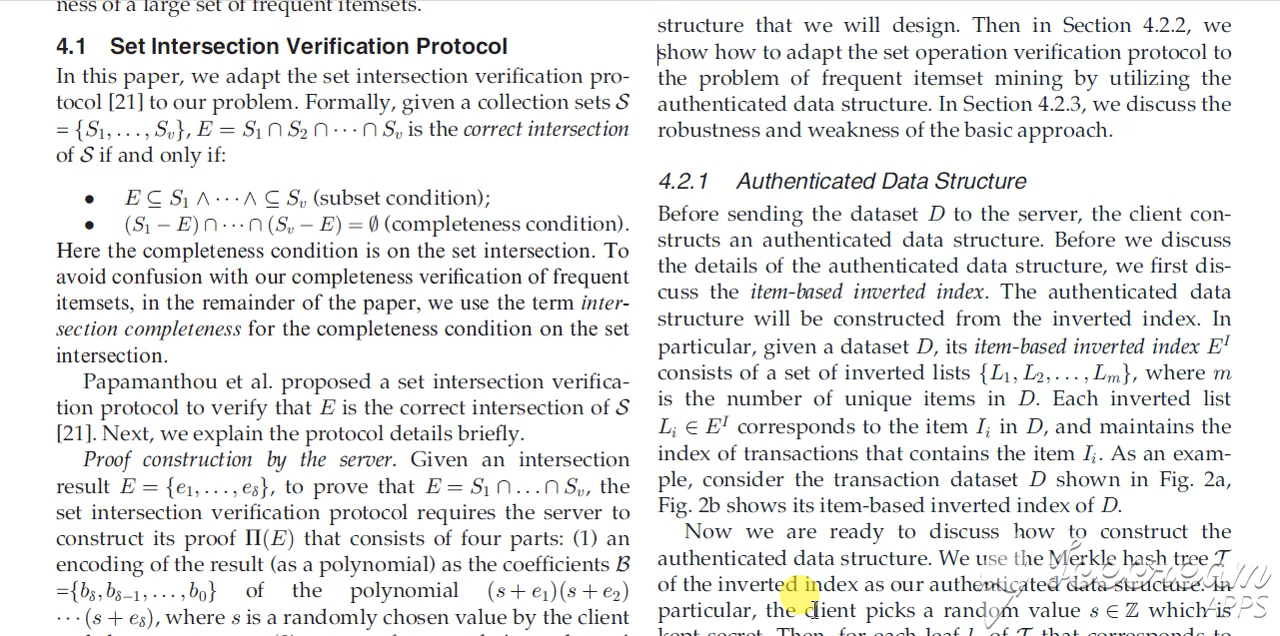 ness of a large set of frequent itemsets.
4.1 Set Intersection Verification Protocol
In this paper, we adapt the set intersection verification pro-
tocol [21] to our problem. Formally, given a collection sets 𝒮
= {S₁, . . . , Sᵥ}, E = S₁ ∩ S₂ ∩ · · · ∩ Sᵥ is the correct intersection
of 𝒮 if and only if:
• E ⊆ S₁ ∧ · · · ∧ ⊆ Sᵥ (subset condition);
• (S₁ − E) ∩ · · · ∩ (Sᵥ − E) = ∅ (completeness condition).
Here the completeness condition is on the set intersection. To
avoid confusion with our completeness verification of frequent
itemsets, in the remainder of the paper, we use the term inter-
section completeness for the completeness condition on the set
intersection.
Papamanthou et al. proposed a set intersection verifica-
tion protocol to verify that E is the correct intersection of 𝒮
[21]. Next, we explain the protocol details briefly.
Proof construction by the server. Given an intersection
result E = {e₁, . . . , e_δ}, to prove that E = S₁ ∩ . . . ∩ Sᵥ, the
set intersection verification protocol requires the server to
construct its proof Π(E) that consists of four parts: (1) an
encoding of the result (as a polynomial) as the coefficients ℬ
={b_δ, b_δ₋₁, . . . , b₀} of the polynomial (s + e₁)(s + e₂)
· · · (s + e_δ), where s is a randomly chosen value by the client
structure that we will design. Then in Section 4.2.2, we
show how to adapt the set operation verification protocol to
the problem of frequent itemset mining by utilizing the
authenticated data structure. In Section 4.2.3, we discuss the
robustness and weakness of the basic approach.
4.2.1 Authenticated Data Structure
Before sending the dataset D to the server, the client con-
structs an authenticated data structure. Before we discuss
the details of the authenticated data structure, we first dis-
cuss the item-based inverted index. The authenticated data
structure will be constructed from the inverted index. In
particular, given a dataset D, its item-based inverted index Eᴵ
consists of a set of inverted lists {L₁, L₂, . . . , Lₘ}, where m
is the number of unique items in D. Each inverted list
Lᵢ ∈ Eᴵ corresponds to the item Iᵢ in D, and maintains the
index of transactions that contains the item Iᵢ. As an exam-
ple, consider the transaction dataset D shown in Fig. 2a,
Fig. 2b shows its item-based inverted index of D.
Now we are ready to discuss how to construct the
authenticated data structure. We use the Merkle hash tree 𝒯
of the inverted index as our authenticated data structure. In
particular, the client picks a random value s ∈ ℤ which is
kept secret. Then, for each leaf l of 𝒯 that corresponds to
APPS